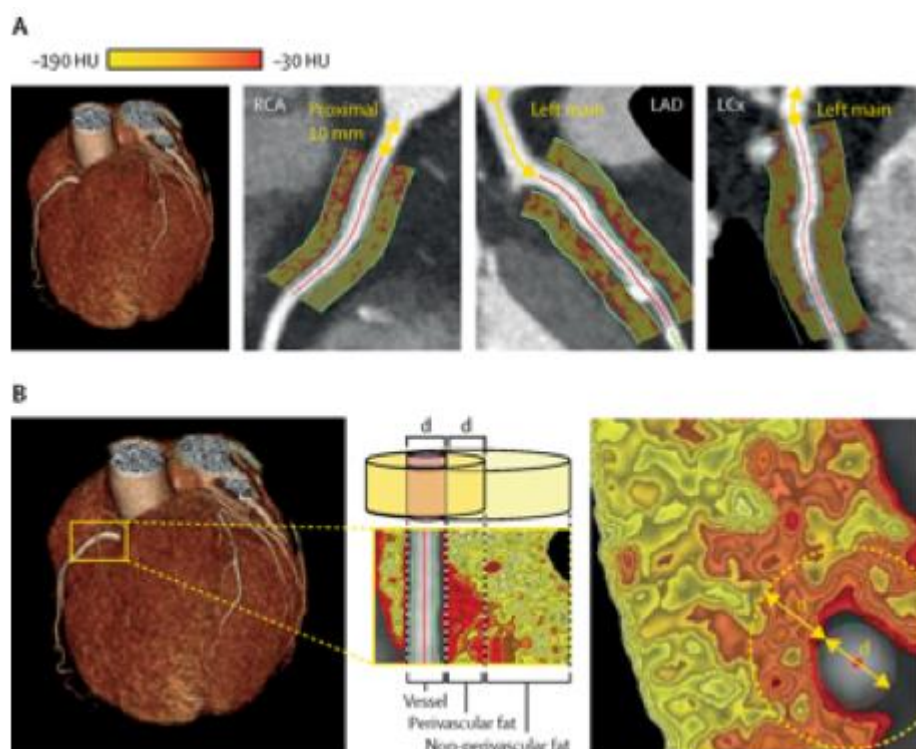 A
-190 HU
-30 HU
RCA
Proximal
10 mm
Left main
LAD
LCx
Left main
B
d
d
Vessel
Perivascular fat
Non-perivascular fat
d